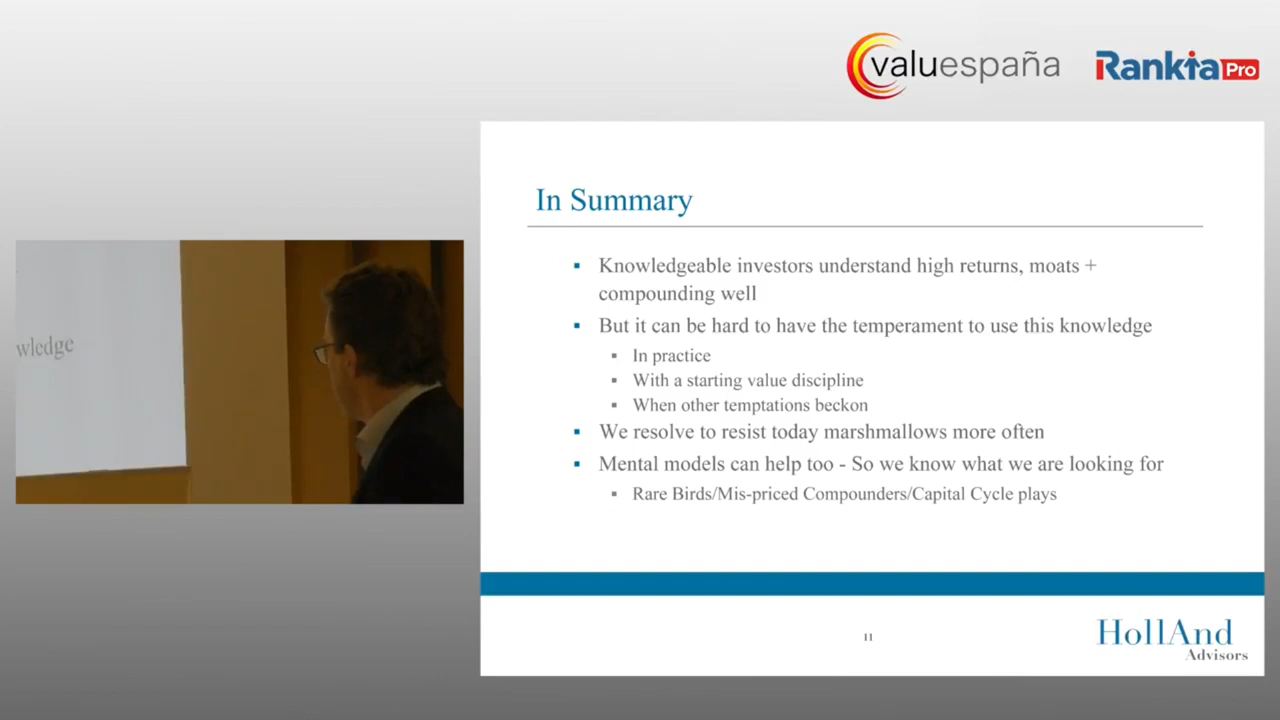 valuespaña
Rankia Pro
In Summary
Knowledgeable investors understand high returns, moats +
compounding well
But it can be hard to have the temperament to use this knowledge
In practice
With a starting value discipline
When other temptations beckon
We resolve to resist today marshmallows more often
Mental models can help too - So we know what we are looking for
Rare Birds/Mis-priced Compounders/Capital Cycle plays
wledge
11
HollAnd
Advisors